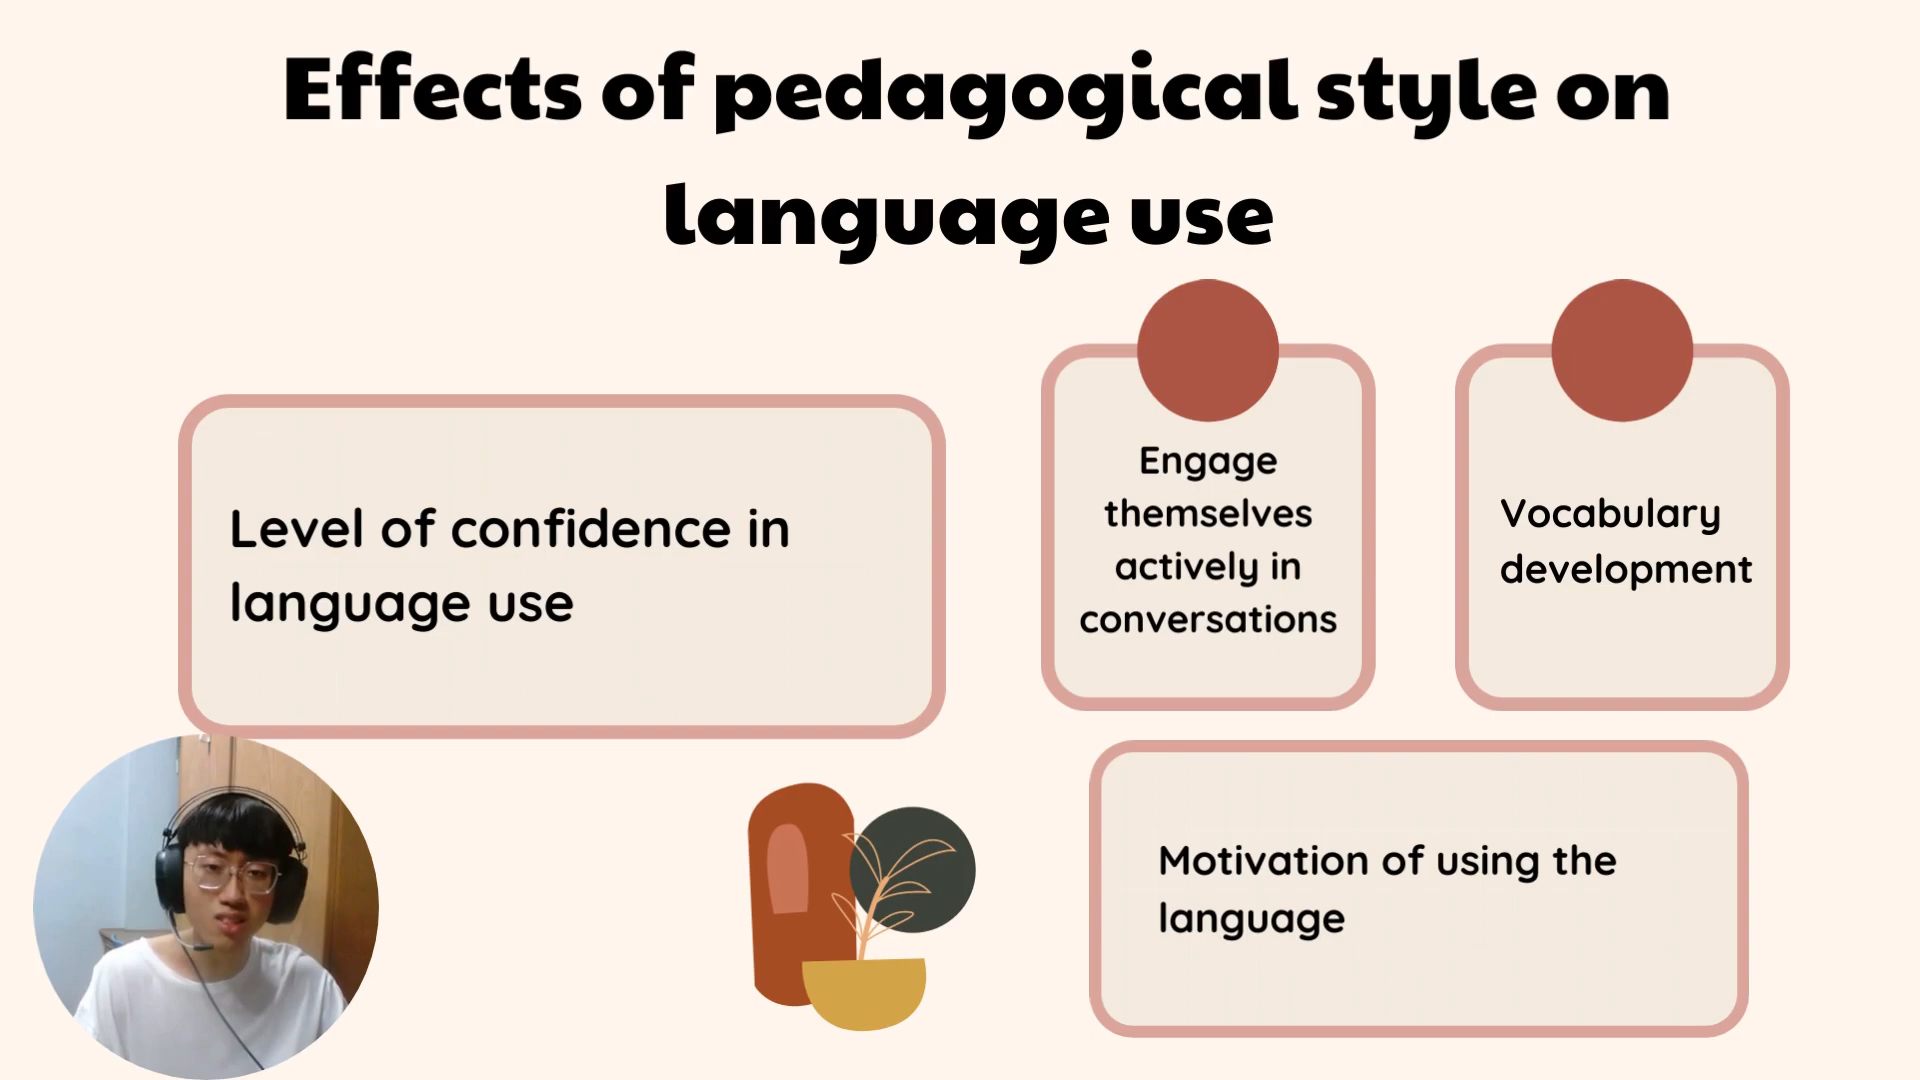 Effects of pedagogical style on
language use
Level of confidence in
language use
Engage
themselves
actively in
conversations
Vocabulary
development
Motivation of using the
language